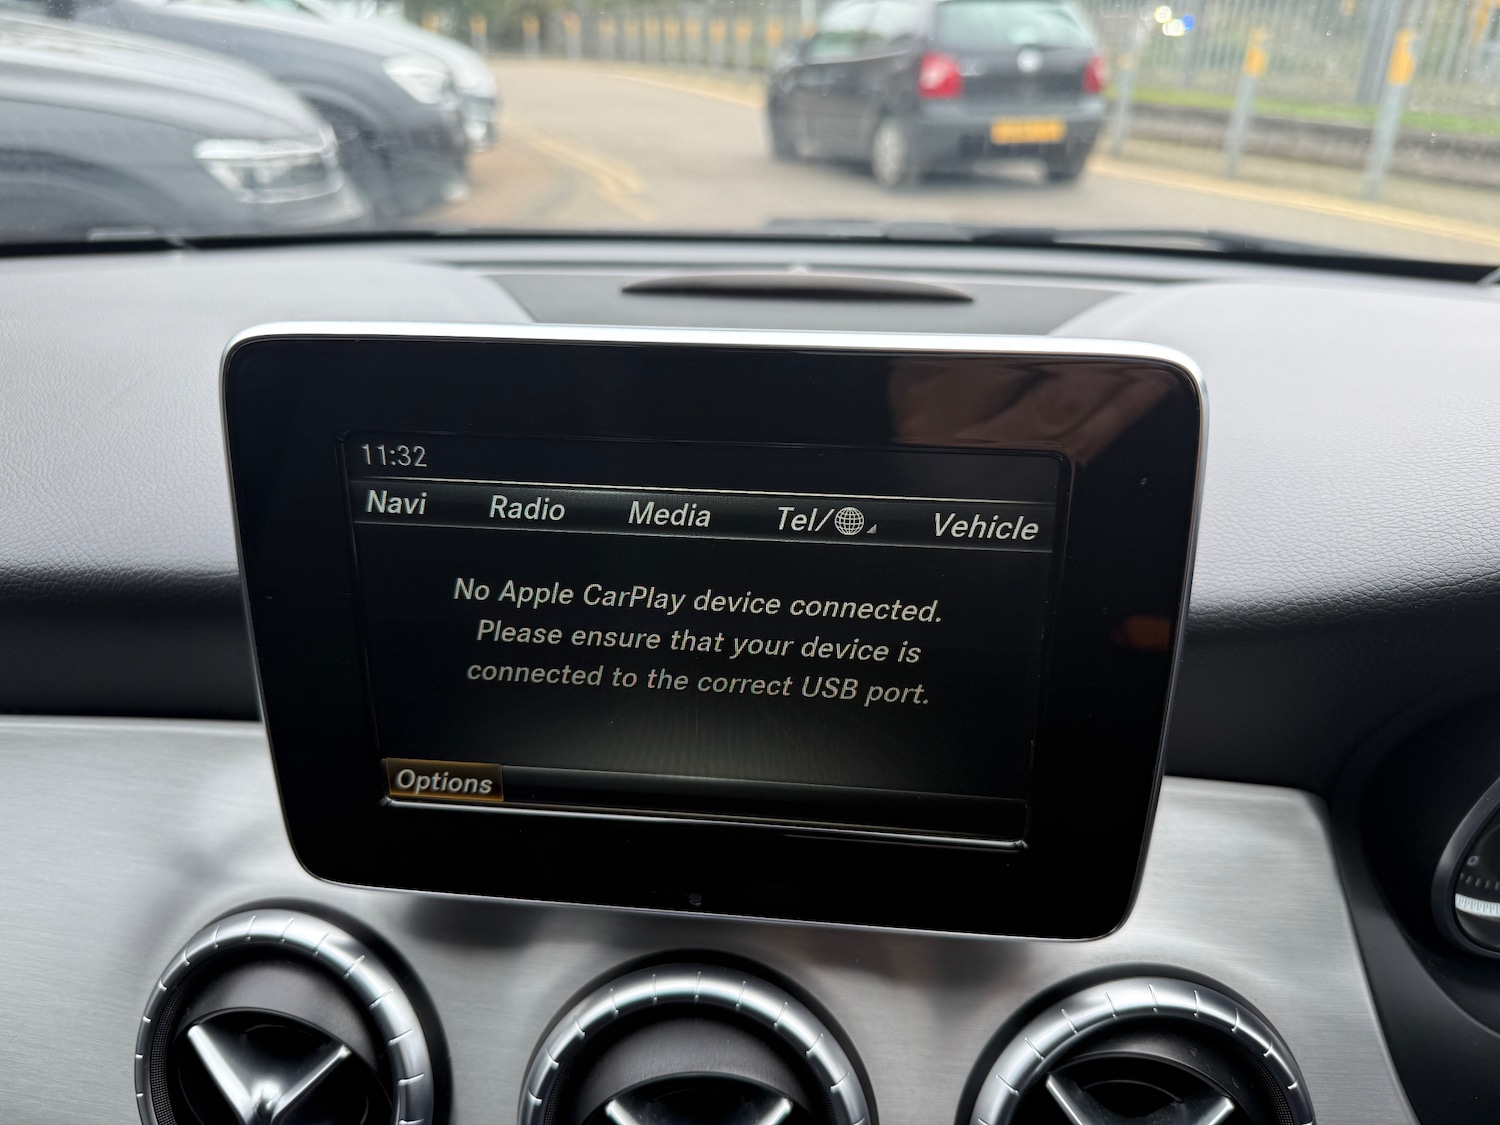 11:32
Navi Radio Media Tel/ Vehicle
No Apple CarPlay device connected.
Please ensure that your device is
connected to the correct USB port.
Options